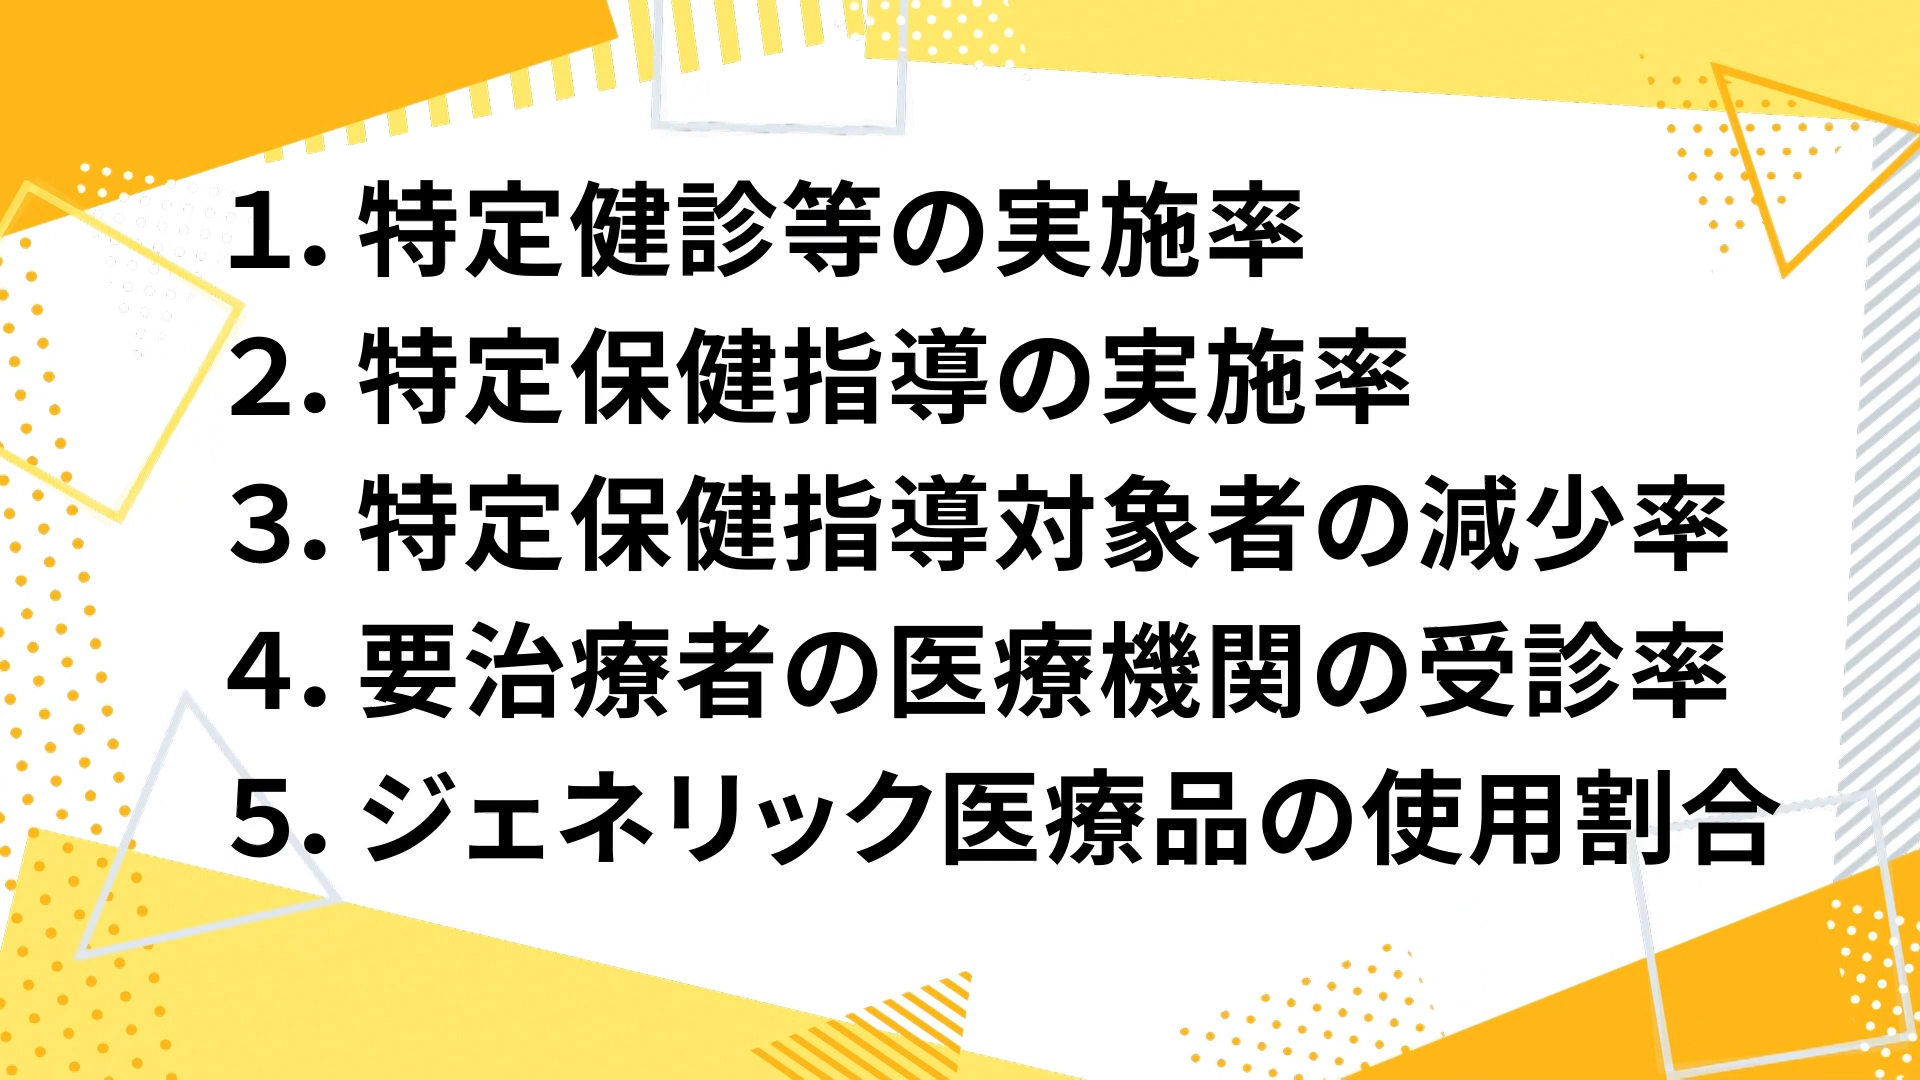 １．特定健診等の実施率
２．特定保健指導の実施率
３．特定保健指導対象者の減少率
４．要治療者の医療機関の受診率
５．ジェネリック医療品の使用割合